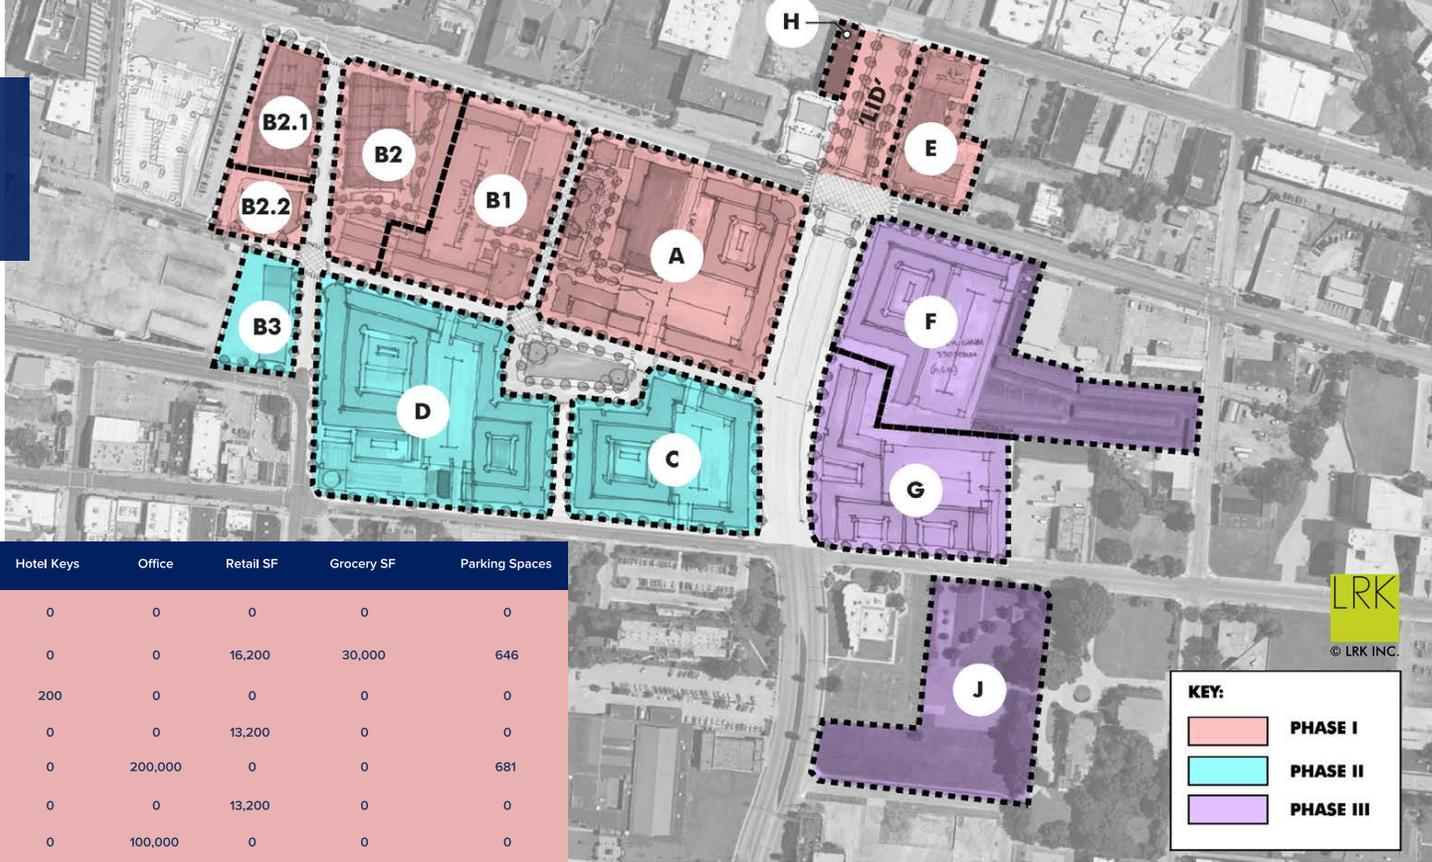 H
'LID'
B2.1
B2
E
B2.2
B1
A
B3
F
D
C
G
J
Hotel Keys Office Retail SF Grocery SF Parking Spaces
0 0 0 0 0
0 0 16,200 30,000 646
200 0 0 0 0
0 0 13,200 0 0
0 200,000 0 0 681
0 0 13,200 0 0
0 100,000 0 0 0
LRK
© LRK INC.
KEY:
PHASE I
PHASE II
PHASE III